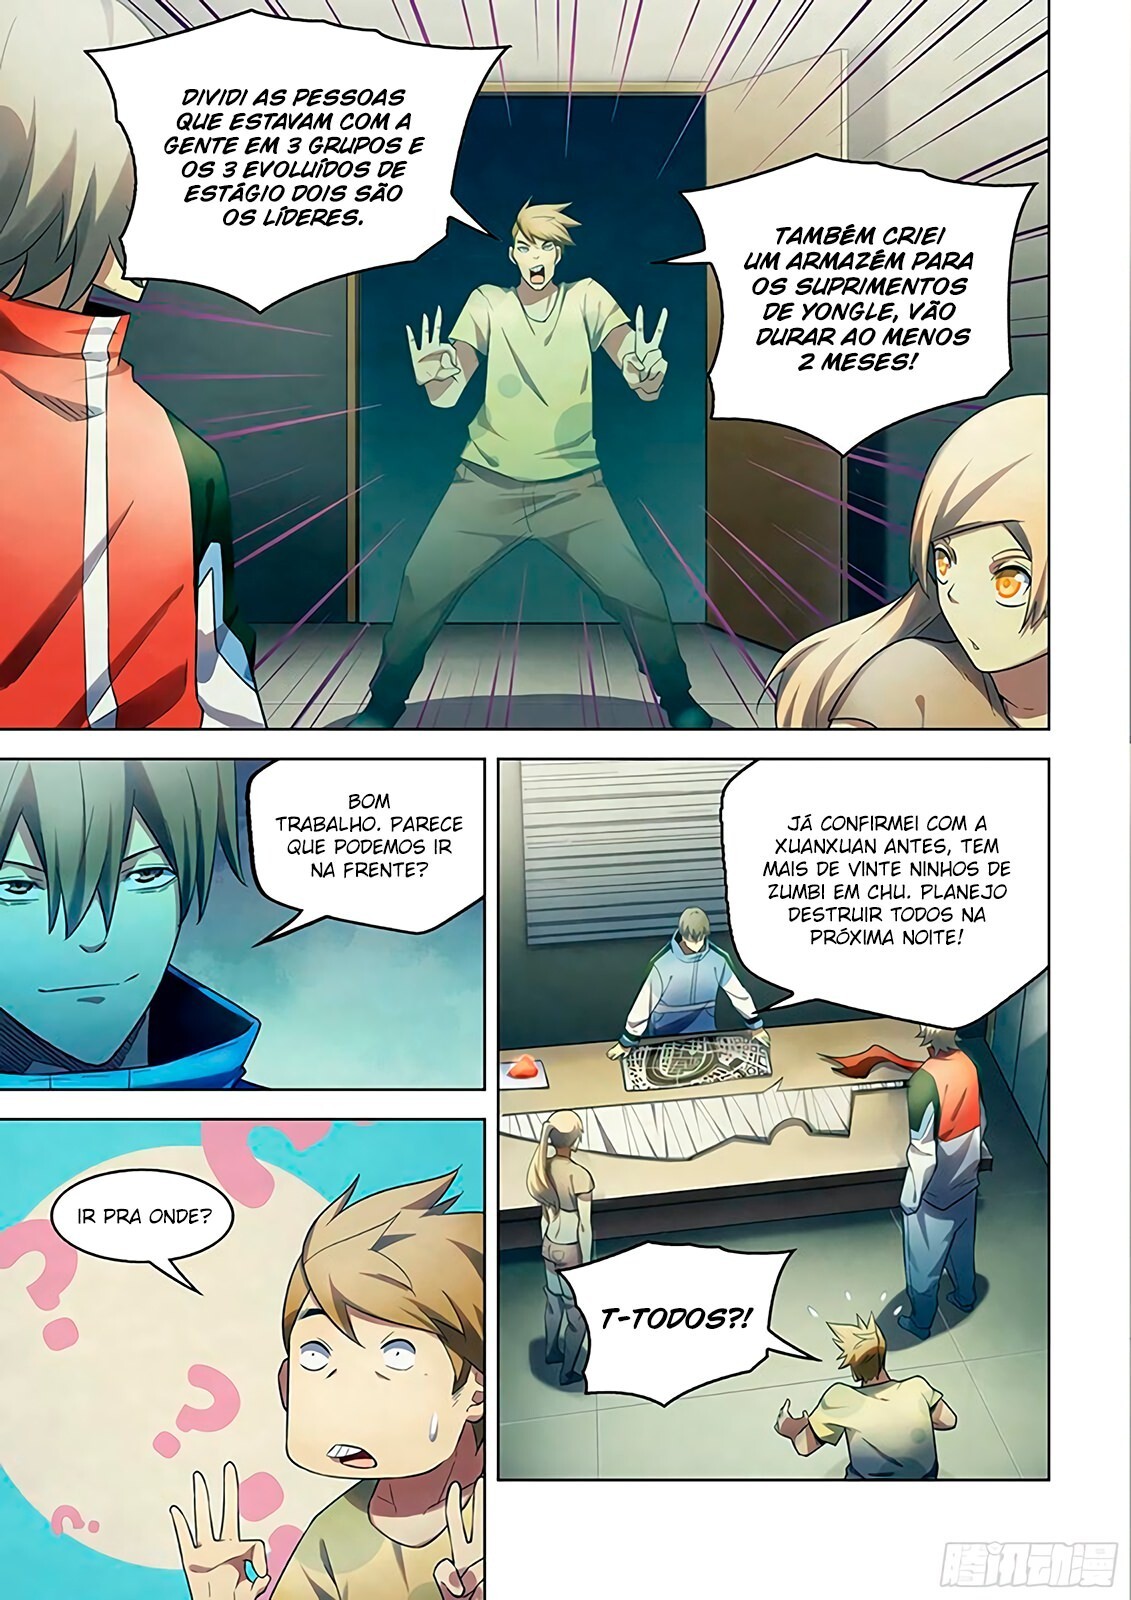 DIVIDI AS PESSOAS
QUE ESTAVAM COM A
GENTE EM 3 GRUPOS E
OS 3 EVOLUÍDOS DE
ESTÁGIO DOIS SÃO
OS LÍDERES.
TAMBÉM CRIEI
UM ARMAZÉM PARA
OS SUPRIMENTOS
DE YONGLE, VÃO
DURAR AO MENOS
2 MESES!
BOM
TRABALHO. PARECE
QUE PODEMOS IR
NA FRENTE?
JÁ CONFIRMEI COM A
XUANXUAN ANTES, TEM
MAIS DE VINTE NINHOS DE
ZUMBI EM CHU. PLANEJO
DESTRUIR TODOS NA
PRÓXIMA NOITE!
IR PRA ONDE?
T-TODOS?!
腾讯动漫